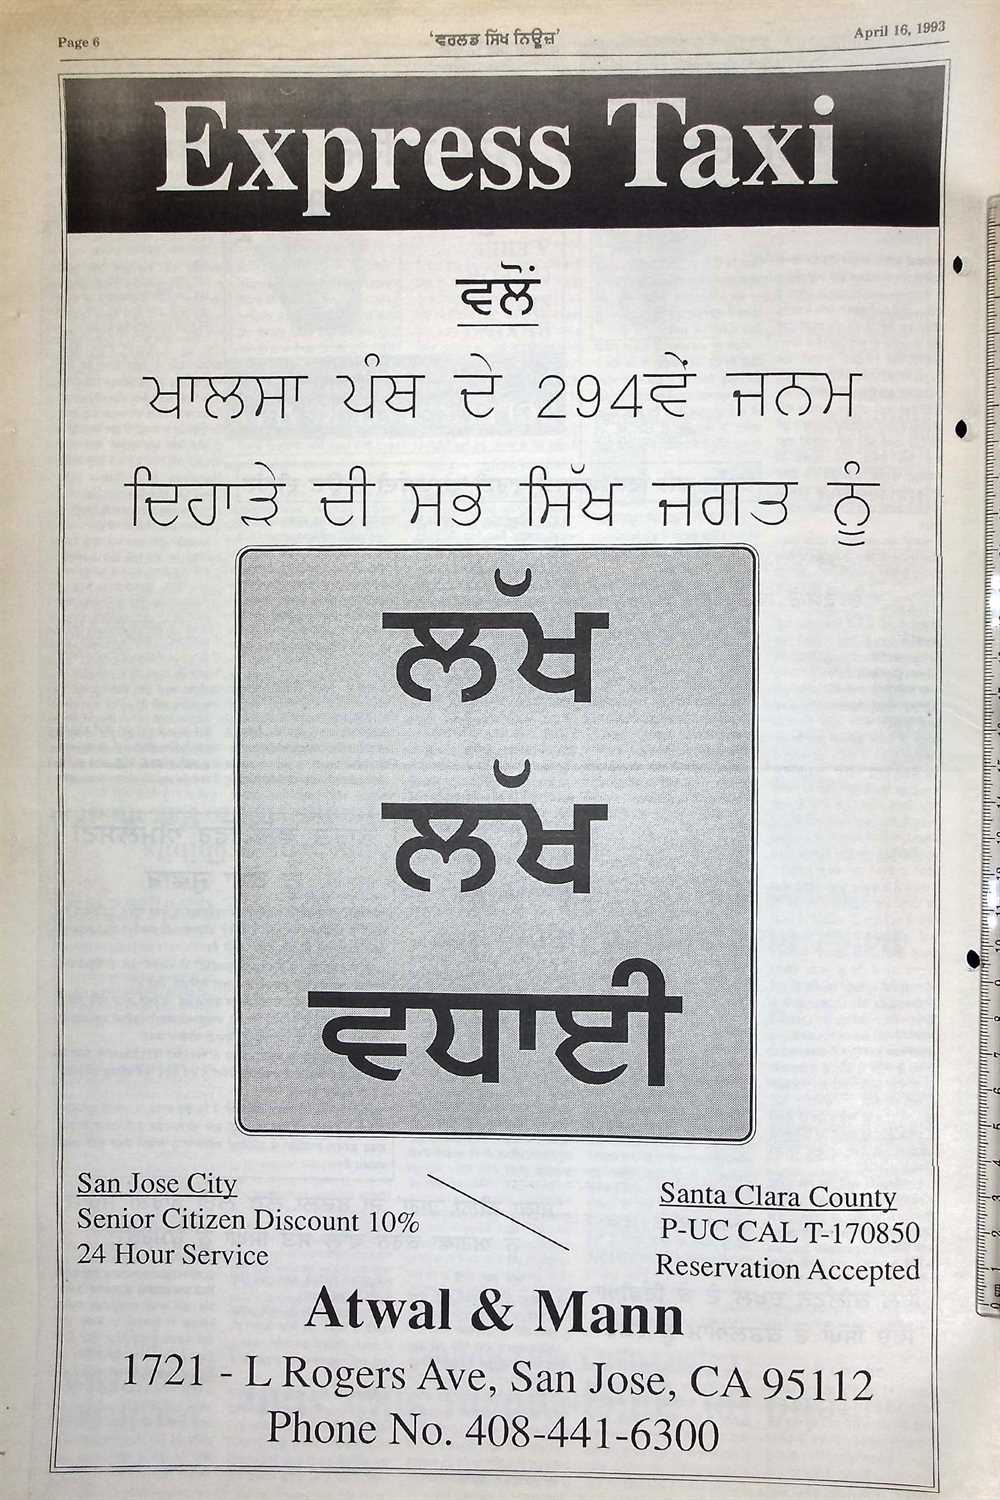 Page 6
‘ਵਰਲਡ ਸਿੱਖ ਨਿਊਜ਼’
April 16, 1993
Express Taxi
ਵਲੋਂ
ਖਾਲਸਾ ਪੰਥ ਦੇ 294ਵੇਂ ਜਨਮ
ਦਿਹਾੜੇ ਦੀ ਸਭ ਸਿੱਖ ਜਗਤ ਨੂੰ
ਲੱਖ
ਲੱਖ
ਵਧਾਈ
San Jose City
Senior Citizen Discount 10%
24 Hour Service
Santa Clara County
P-UC CAL T-170850
Reservation Accepted
Atwal & Mann
1721 - L Rogers Ave, San Jose, CA 95112
Phone No. 408-441-6300